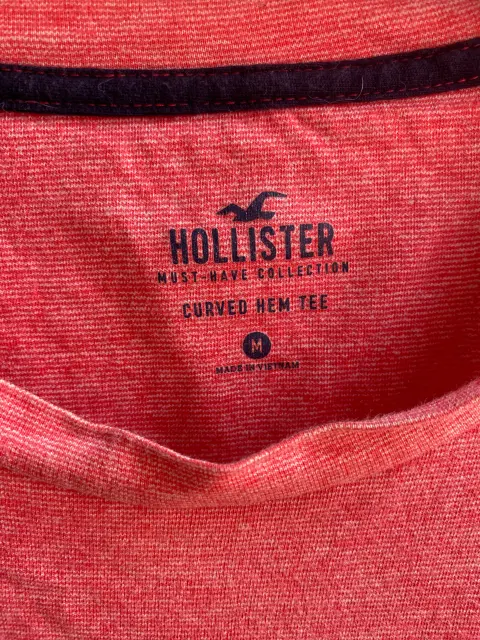 HOLLISTER
MUST-HAVE COLLECTION
CURVED HEM TEE
M
MADE IN VIETNAM